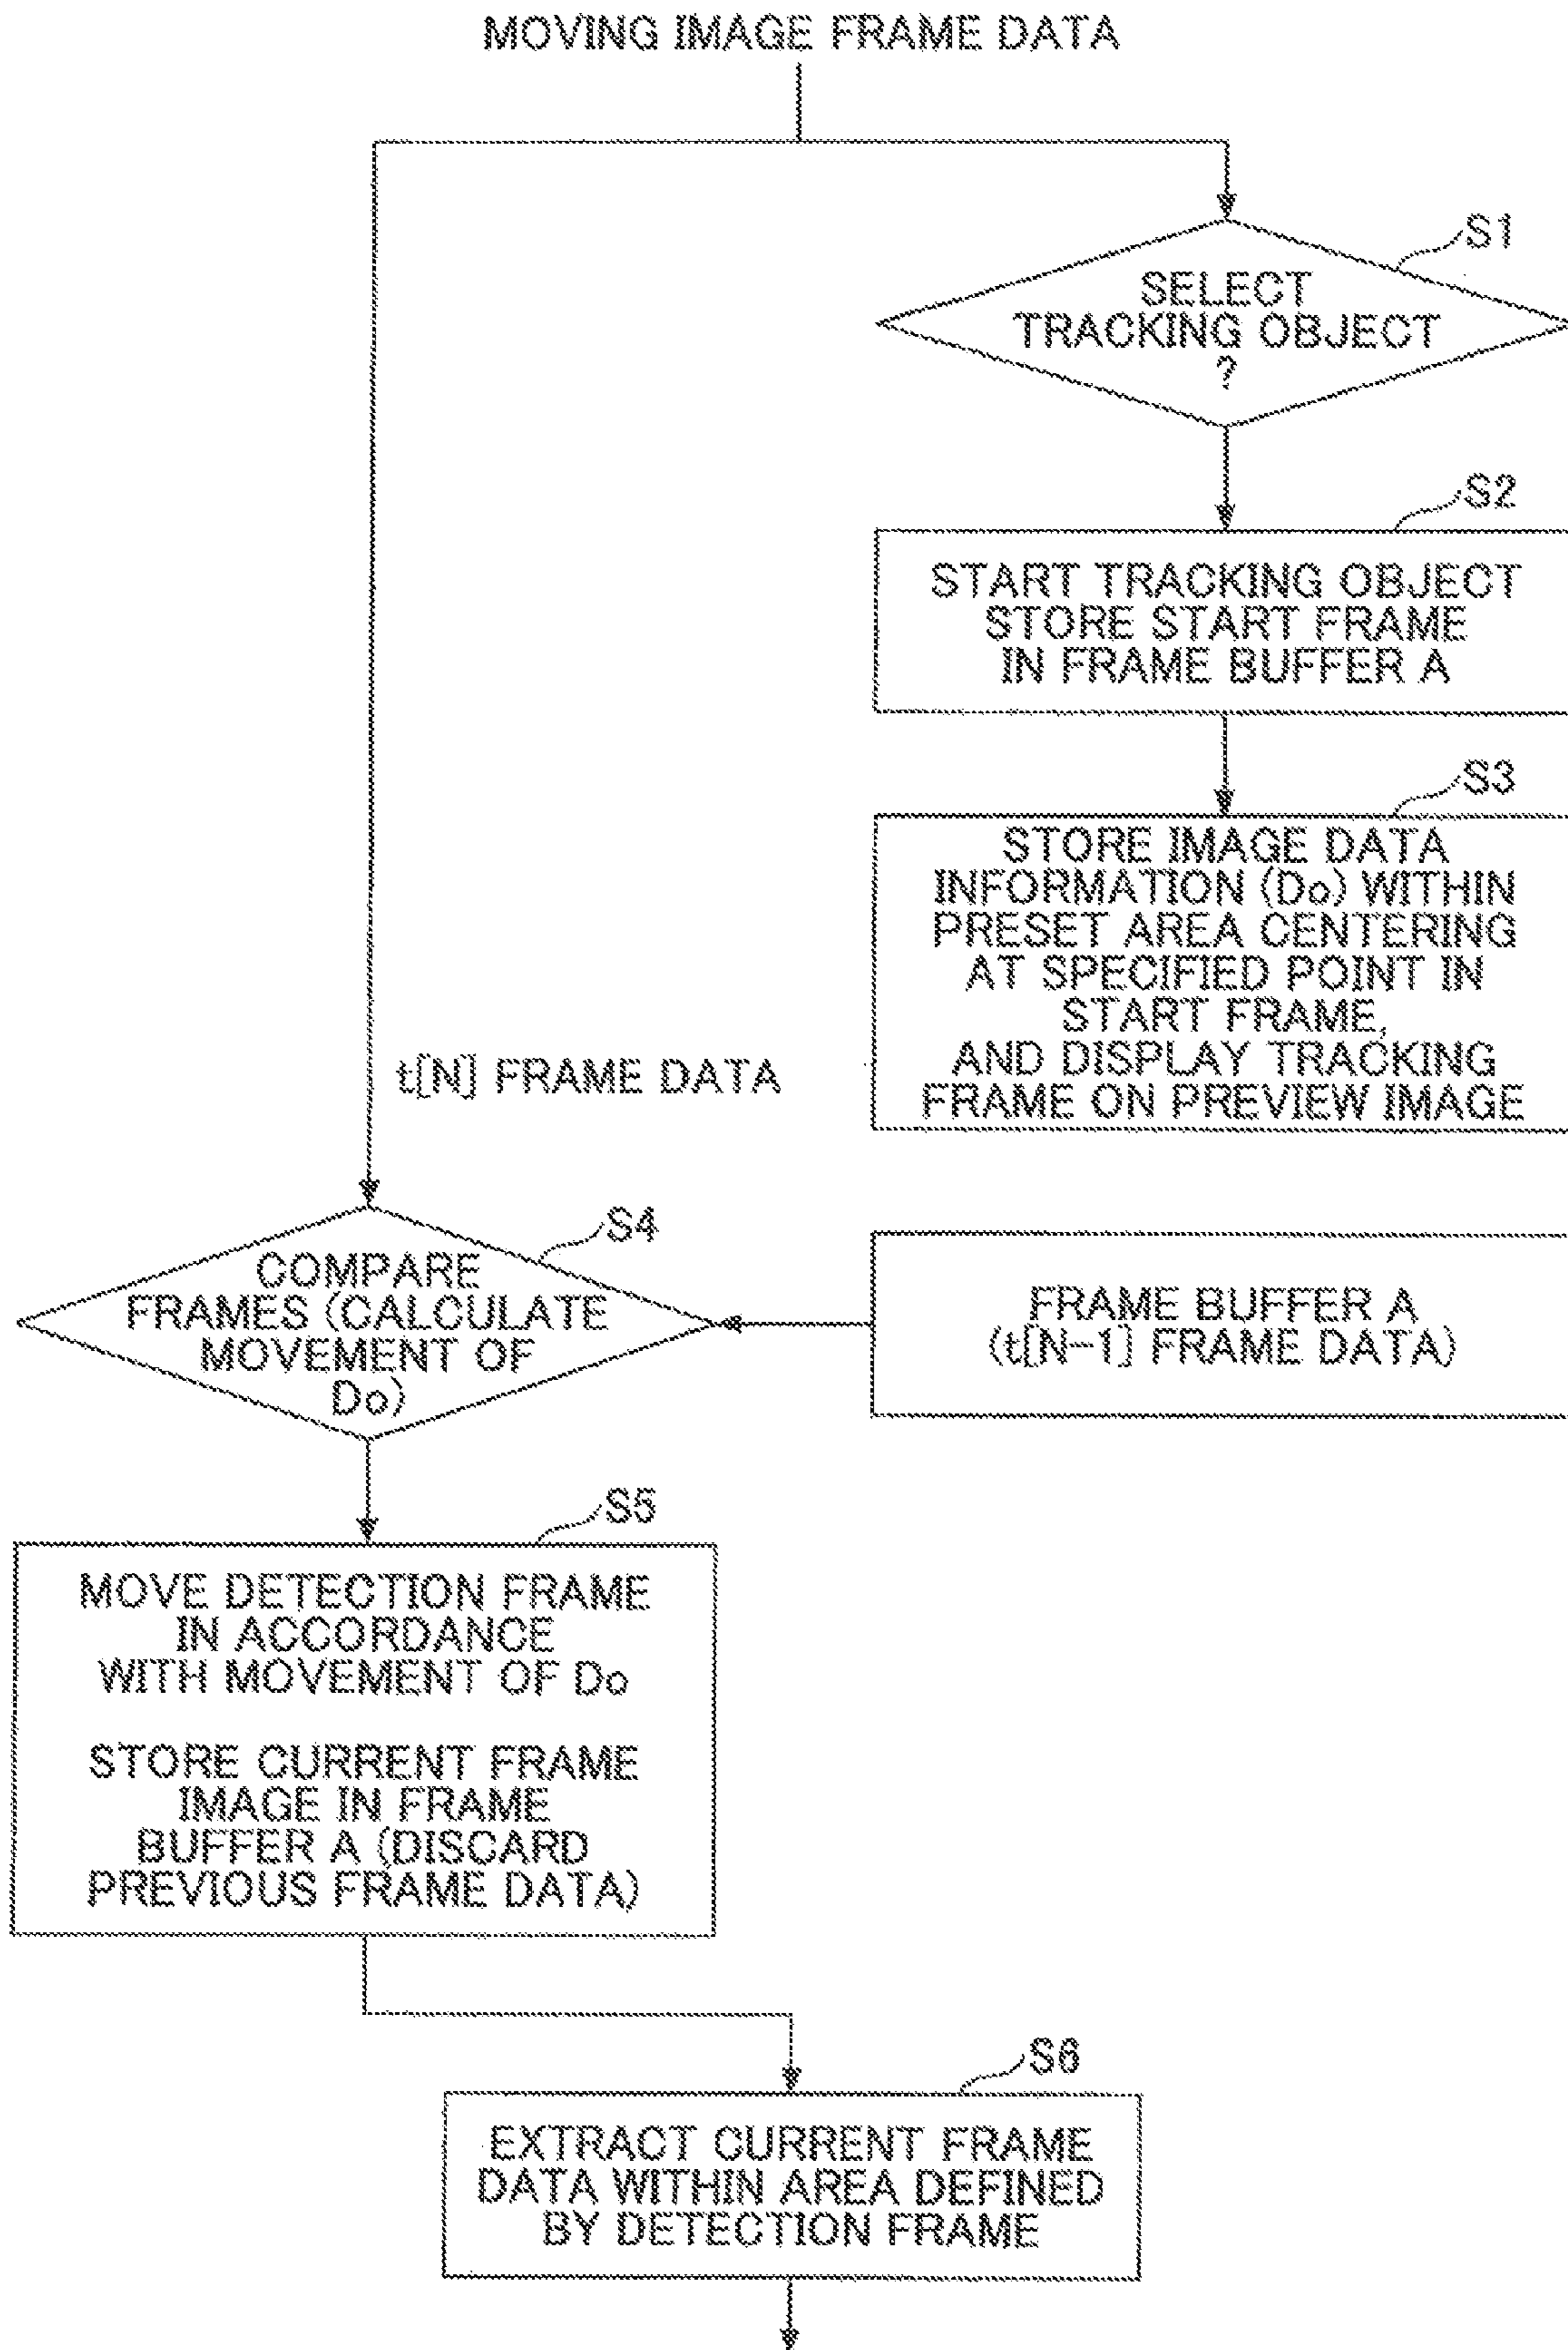 MOVING IMAGE FRAME DATA
S1
SELECT
TRACKING OBJECT
?
S2
START TRACKING OBJECT
STORE START FRAME
IN FRAME BUFFER A
S3
STORE IMAGE DATA
INFORMATION (Do) WITHIN
PRESET AREA CENTERING
AT SPECIFIED POINT IN
START FRAME,
AND DISPLAY TRACKING
FRAME ON PREVIEW IMAGE
t[N] FRAME DATA
S4
COMPARE
FRAMES (CALCULATE
MOVEMENT OF
Do)
FRAME BUFFER A
(t[N-1] FRAME DATA)
S5
MOVE DETECTION FRAME
IN ACCORDANCE
WITH MOVEMENT OF Do
STORE CURRENT FRAME
IMAGE IN FRAME
BUFFER A (DISCARD
PREVIOUS FRAME DATA)
S6
EXTRACT CURRENT FRAME
DATA WITHIN AREA DEFINED
BY DETECTION FRAME